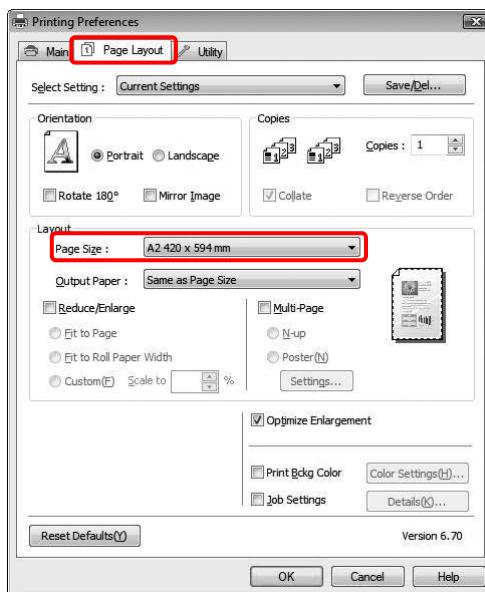 Printing Preferences
Main Page Layout Utility
Select Setting : Current Settings Save/Del...
Orientation
Portrait Landscape
Rotate 180° Mirror Image
Copies
Copies : 1
Collate Reverse Order
Layout
Page Size : A2 420 x 594 mm
Output Paper : Same as Page Size
Reduce/Enlarge
Fit to Page
Fit to Roll Paper Width
Custom(F) Scale to %
Multi-Page
N-up
Poster(N)
Settings...
Optimize Enlargement
Print Bckg Color Color Settings(H)...
Job Settings Details(K)...
Reset Defaults(Y) Version 6.70
OK Cancel Help